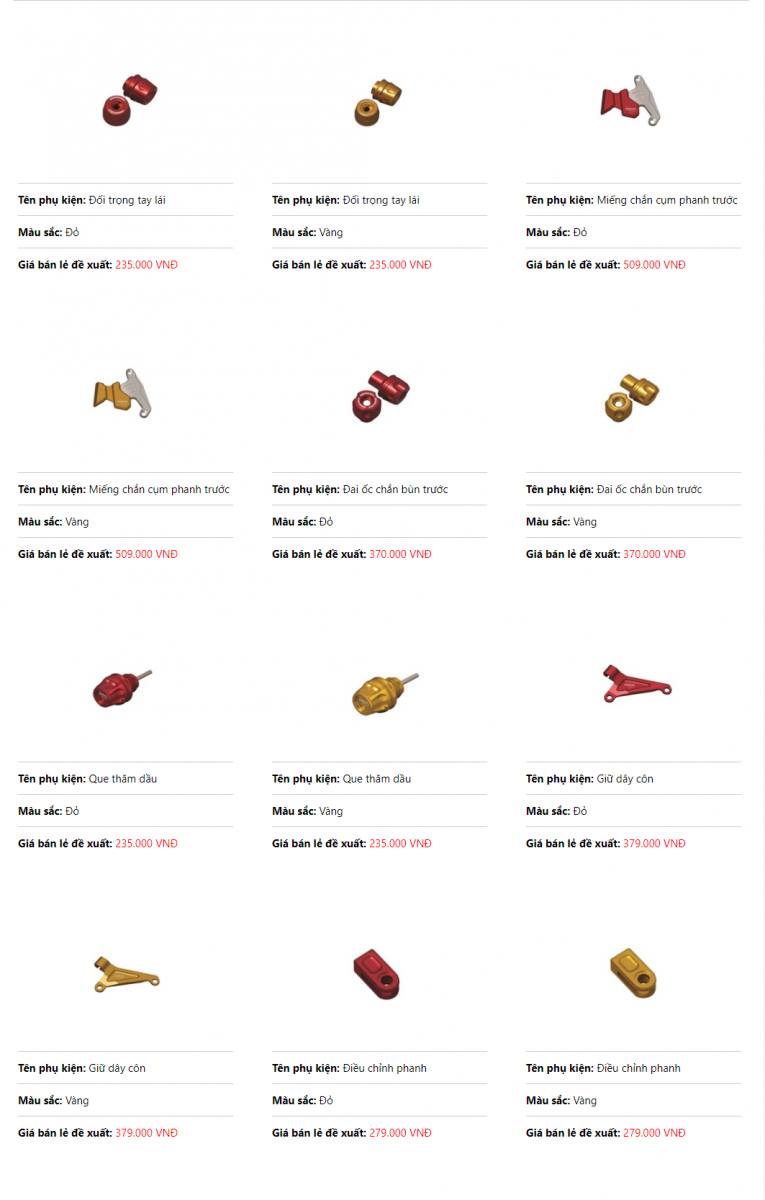 Tên phụ kiện: Đối trọng tay lái
Màu sắc: Đỏ
Giá bán lẻ đề xuất: 235.000 VNĐ
Tên phụ kiện: Đối trọng tay lái
Màu sắc: Vàng
Giá bán lẻ đề xuất: 235.000 VNĐ
Tên phụ kiện: Miếng chắn cụm phanh trước
Màu sắc: Đỏ
Giá bán lẻ đề xuất: 509.000 VNĐ
Tên phụ kiện: Miếng chắn cụm phanh trước
Màu sắc: Vàng
Giá bán lẻ đề xuất: 509.000 VNĐ
Tên phụ kiện: Đai ốc chắn bùn trước
Màu sắc: Đỏ
Giá bán lẻ đề xuất: 370.000 VNĐ
Tên phụ kiện: Đai ốc chắn bùn trước
Màu sắc: Vàng
Giá bán lẻ đề xuất: 370.000 VNĐ
Tên phụ kiện: Que thăm dầu
Màu sắc: Đỏ
Giá bán lẻ đề xuất: 235.000 VNĐ
Tên phụ kiện: Que thăm dầu
Màu sắc: Vàng
Giá bán lẻ đề xuất: 235.000 VNĐ
Tên phụ kiện: Giữ dây côn
Màu sắc: Đỏ
Giá bán lẻ đề xuất: 379.000 VNĐ
Tên phụ kiện: Giữ dây côn
Màu sắc: Vàng
Giá bán lẻ đề xuất: 379.000 VNĐ
Tên phụ kiện: Điều chỉnh phanh
Màu sắc: Đỏ
Giá bán lẻ đề xuất: 279.000 VNĐ
Tên phụ kiện: Điều chỉnh phanh
Màu sắc: Vàng
Giá bán lẻ đề xuất: 279.000 VNĐ